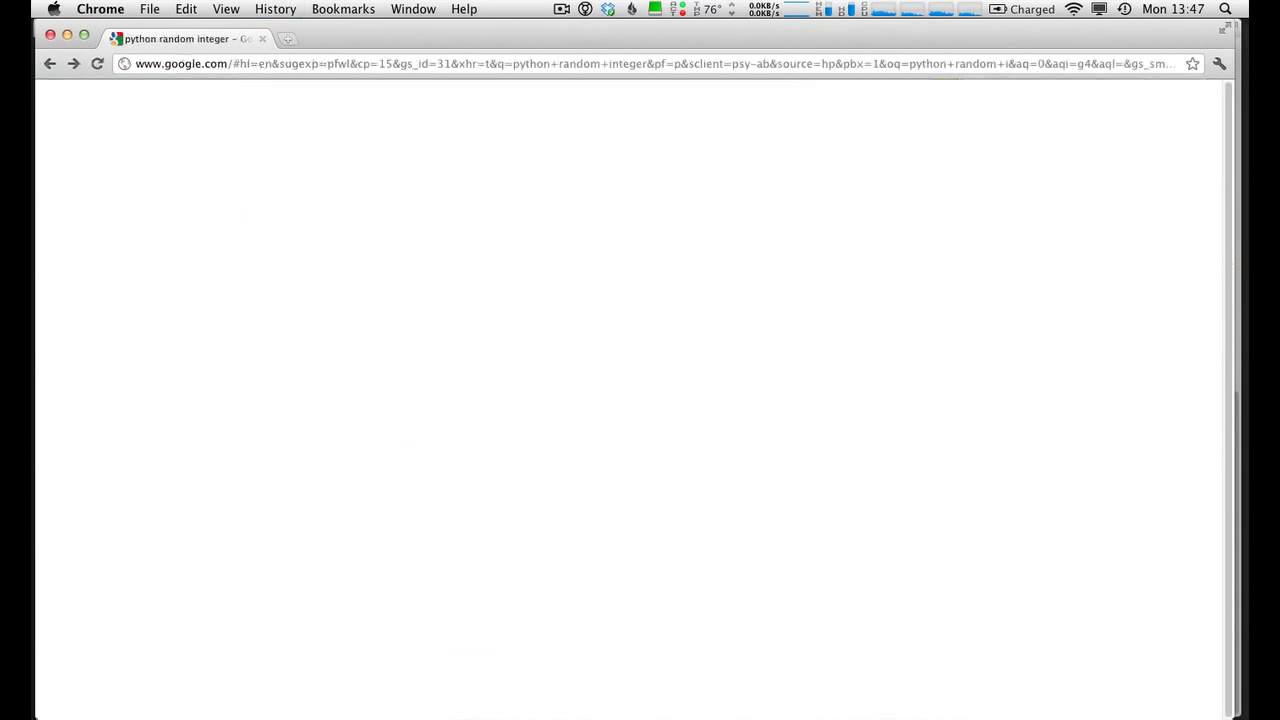 Chrome File Edit View History Bookmarks Window Help 76° 0.0KB/s 0.0KB/s Charged Mon 13:47
python random integer – Go
www.google.com/#hl=en&sugexp=pfwl&cp=15&gs_id=31&xhr=t&q=python+random+integer&pf=p&sclient=psy-ab&source=hp&pbx=1&oq=python+random+i&aq=0&aqi=g4&aql=&gs_sm...